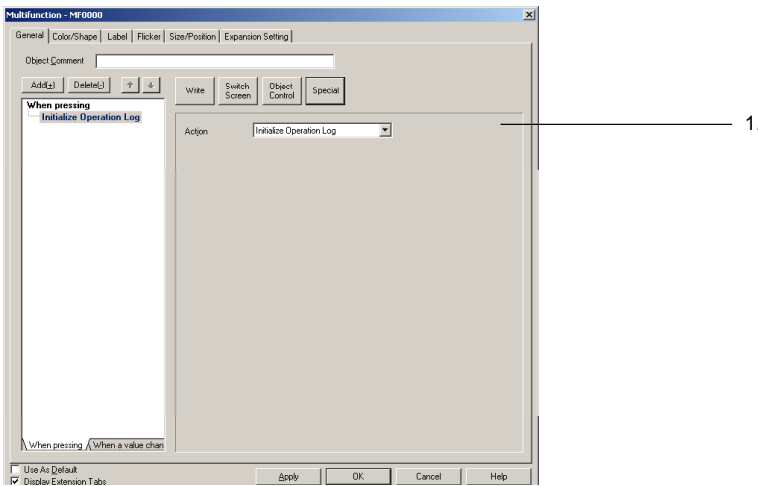 Multifunction - MF0000
General Color/Shape Label Flicker Size/Position Expansion Setting
Object Comment
Add(+) Delete(-)
Write Switch Screen Object Control Special
When pressing
Initialize Operation Log
Action Initialize Operation Log
1.
When pressing When a value chan
Use As Default
Display Extension Tabs
Apply OK Cancel Help